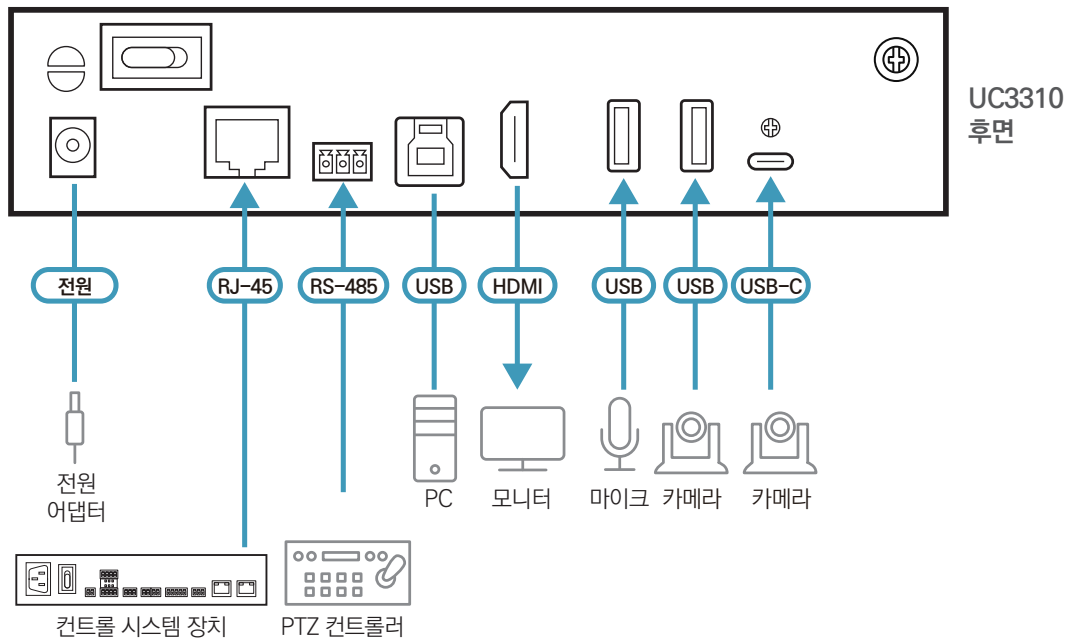 UC3310
후면
전원
RJ-45
RS-485
USB
HDMI
USB
USB
USB-C
전원
어댑터
PC
모니터
마이크
카메라
카메라
컨트롤 시스템 장치
PTZ 컨트롤러